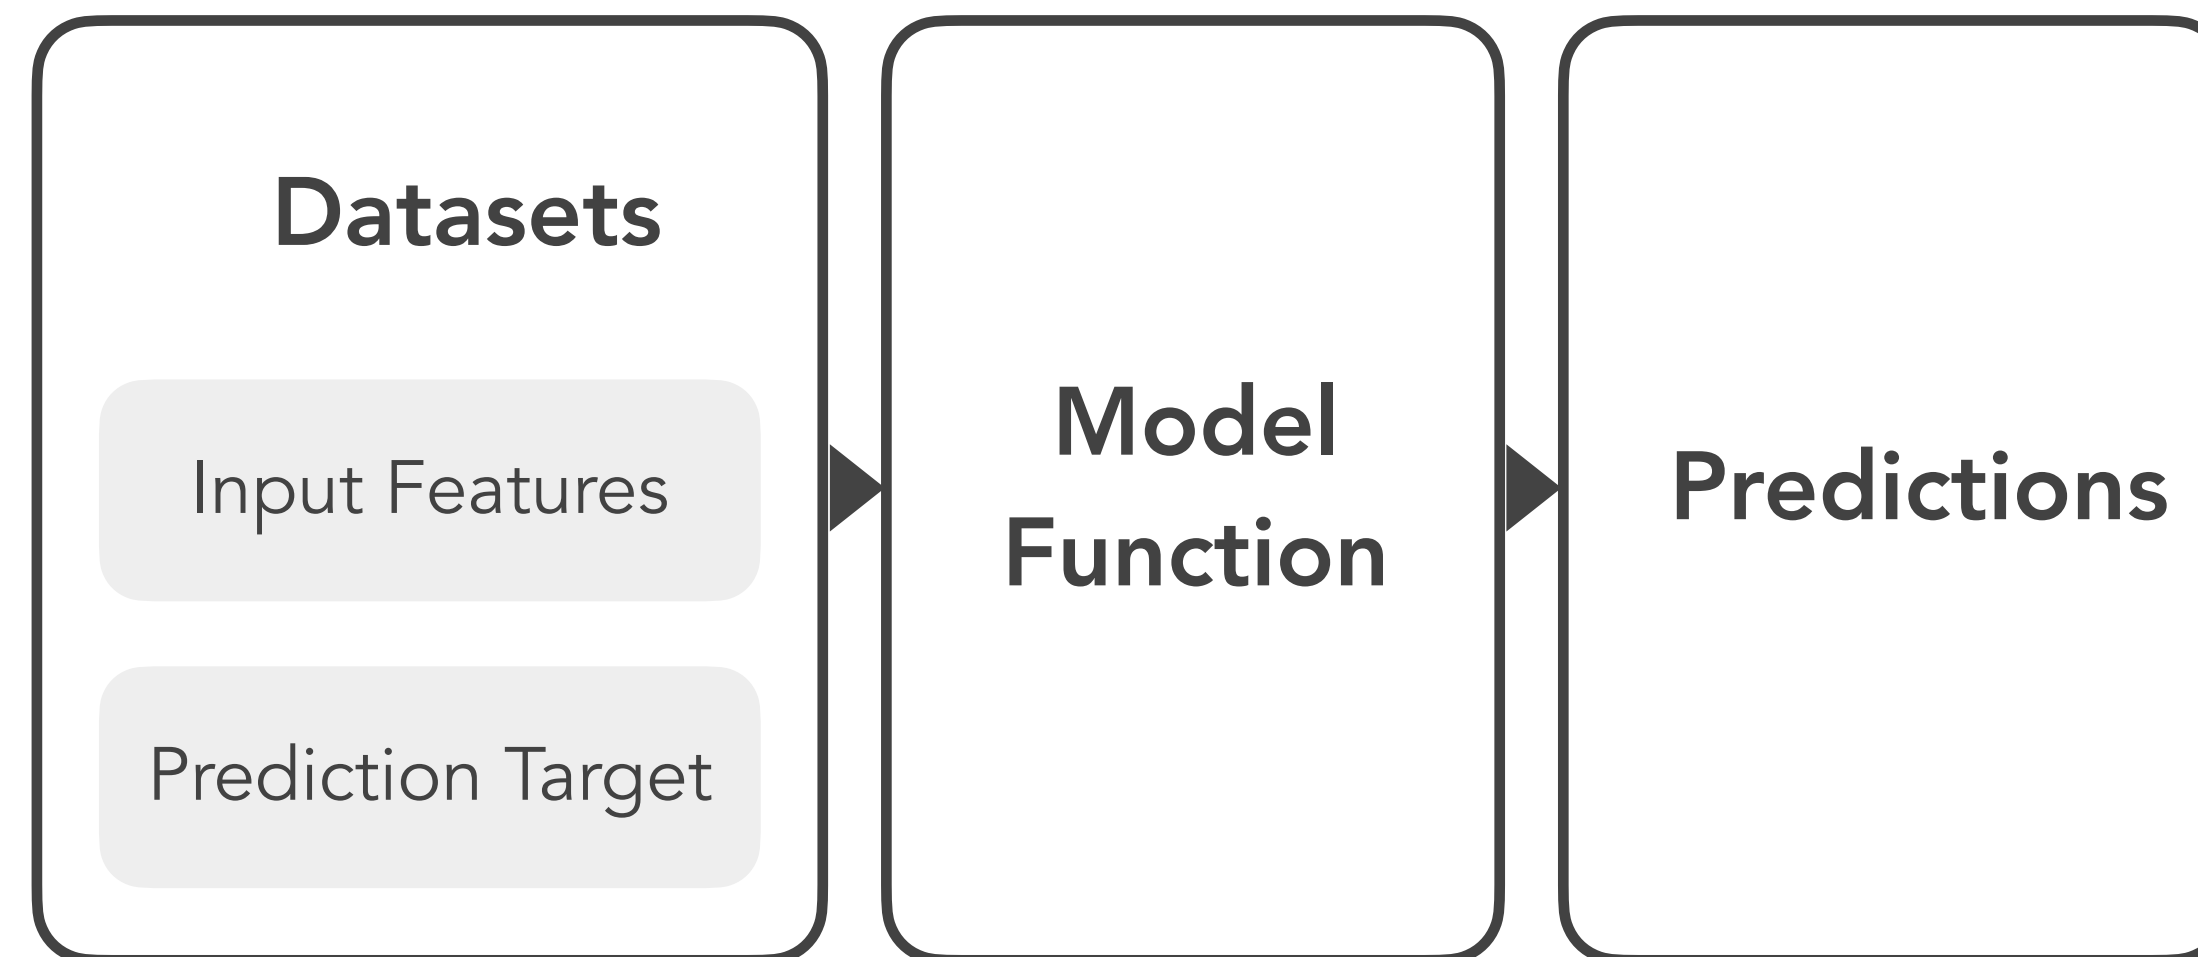 Datasets
Input Features
Prediction Target
Model
Function
Predictions